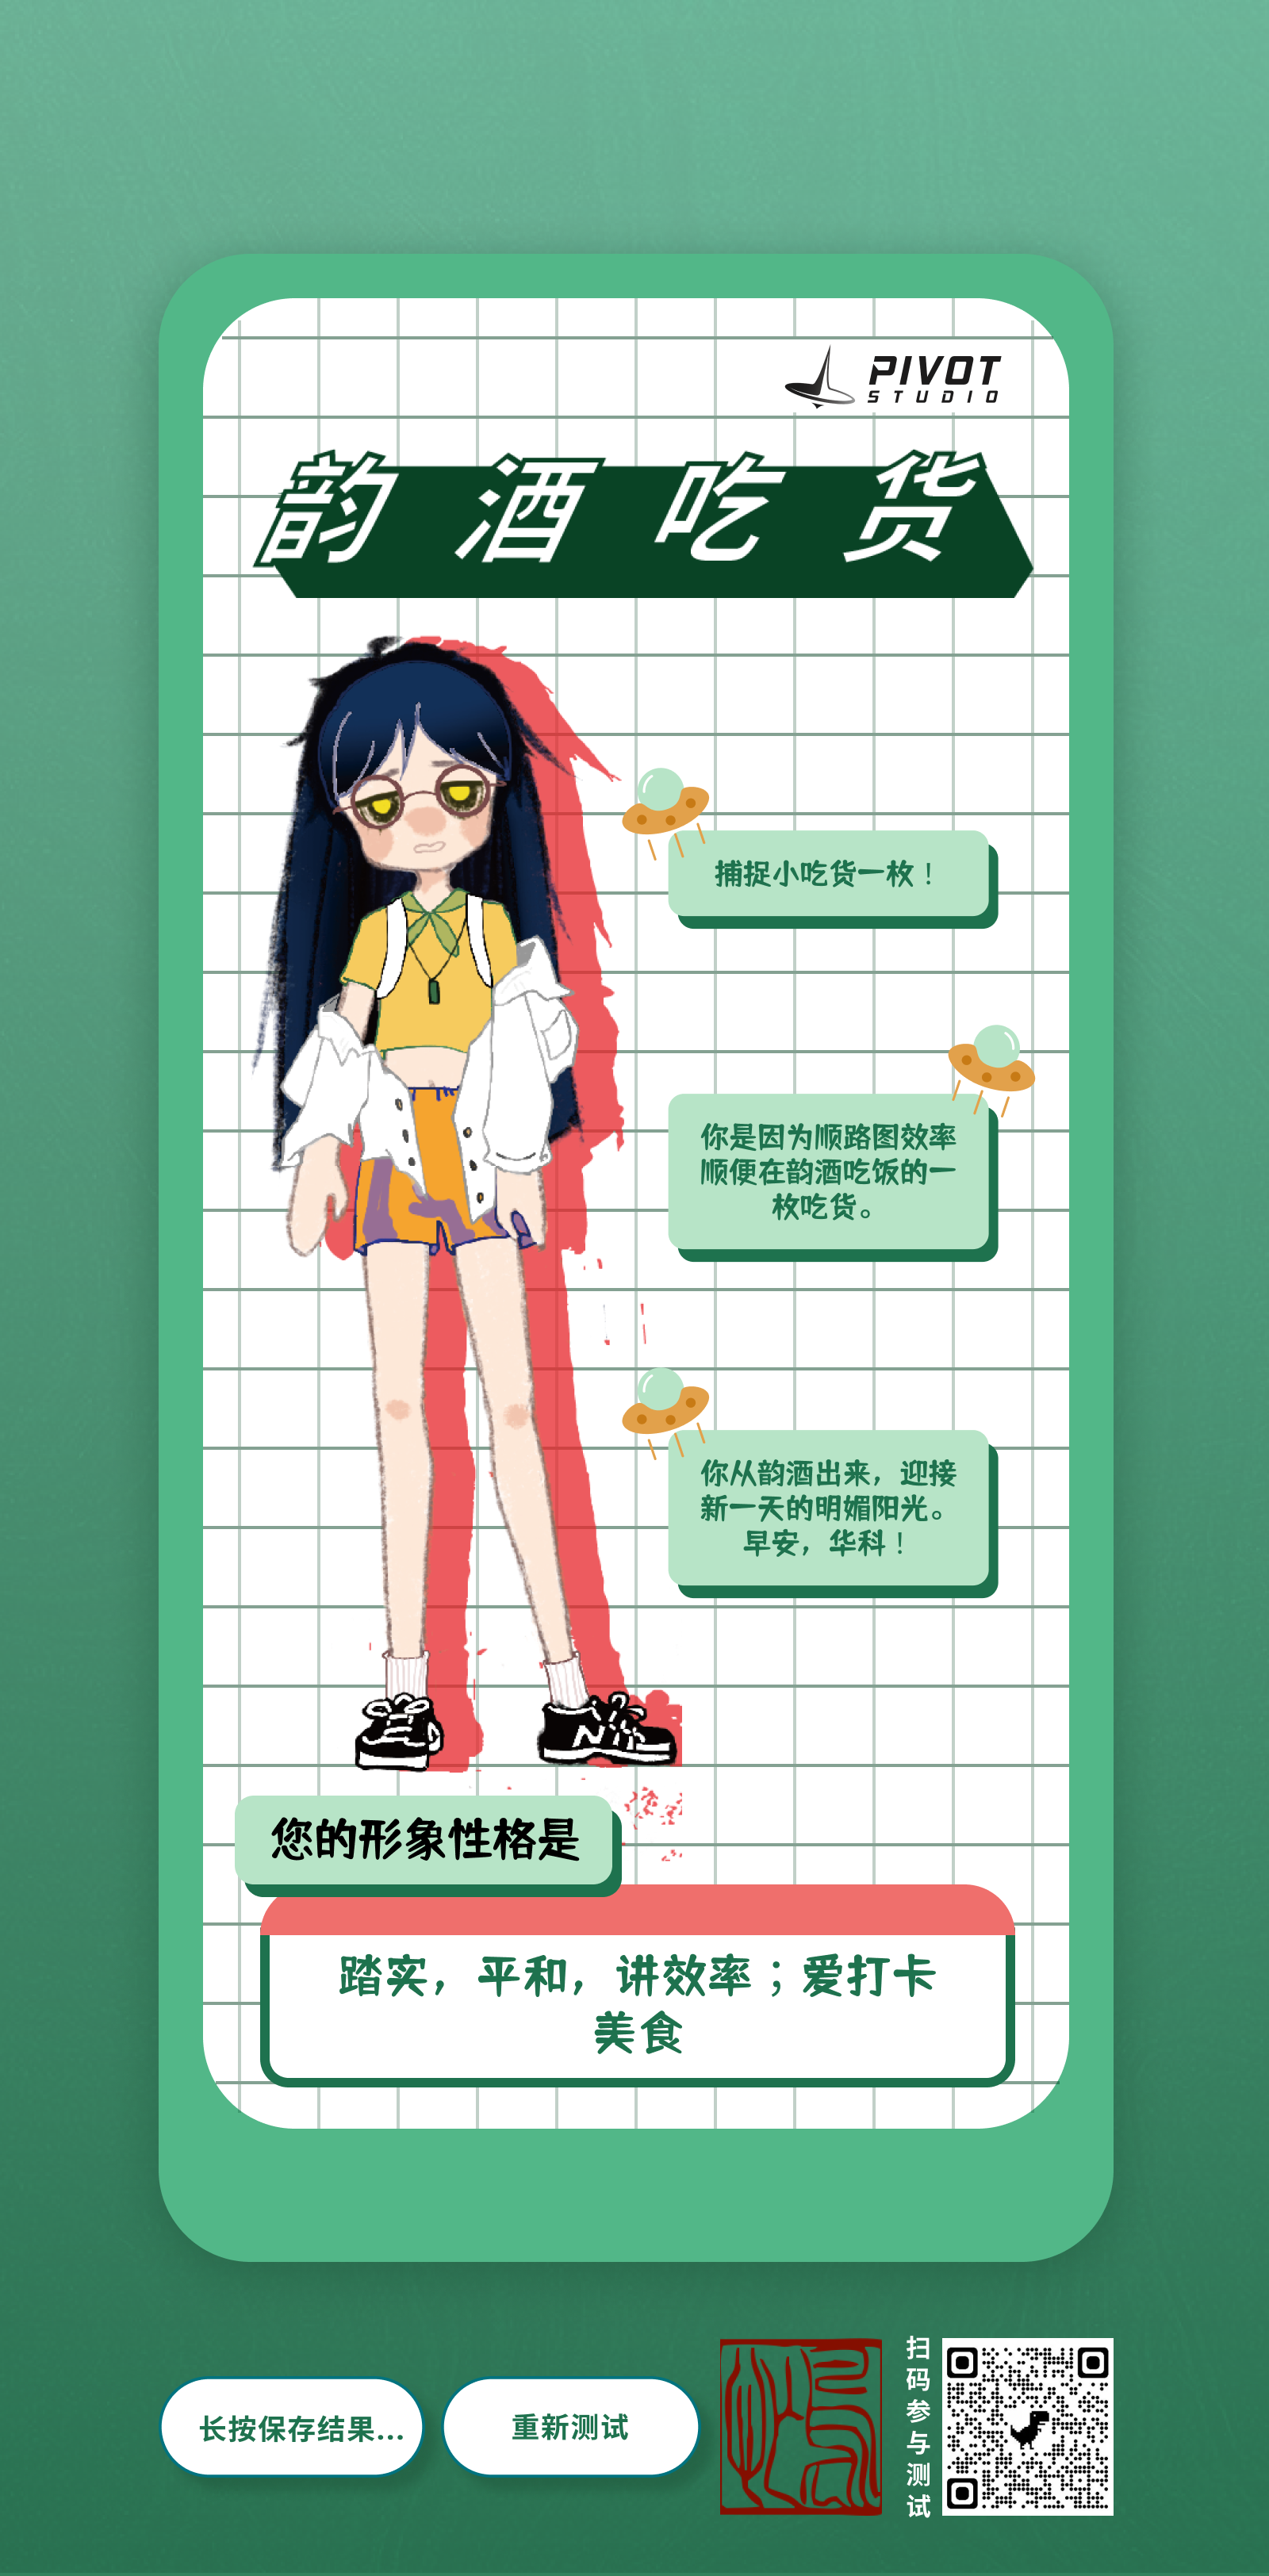 PIVOT
STUDIO
韵酒吃货
捕捉小吃货一枚！
你是因为顺路图效率
顺便在韵酒吃饭的一
枚吃货。
你从韵酒出来，迎接
新一天的明媚阳光。
早安，华科！
您的形象性格是
踏实，平和，讲效率；爱打卡
美食
长按保存结果...
重新测试
扫码参与测试